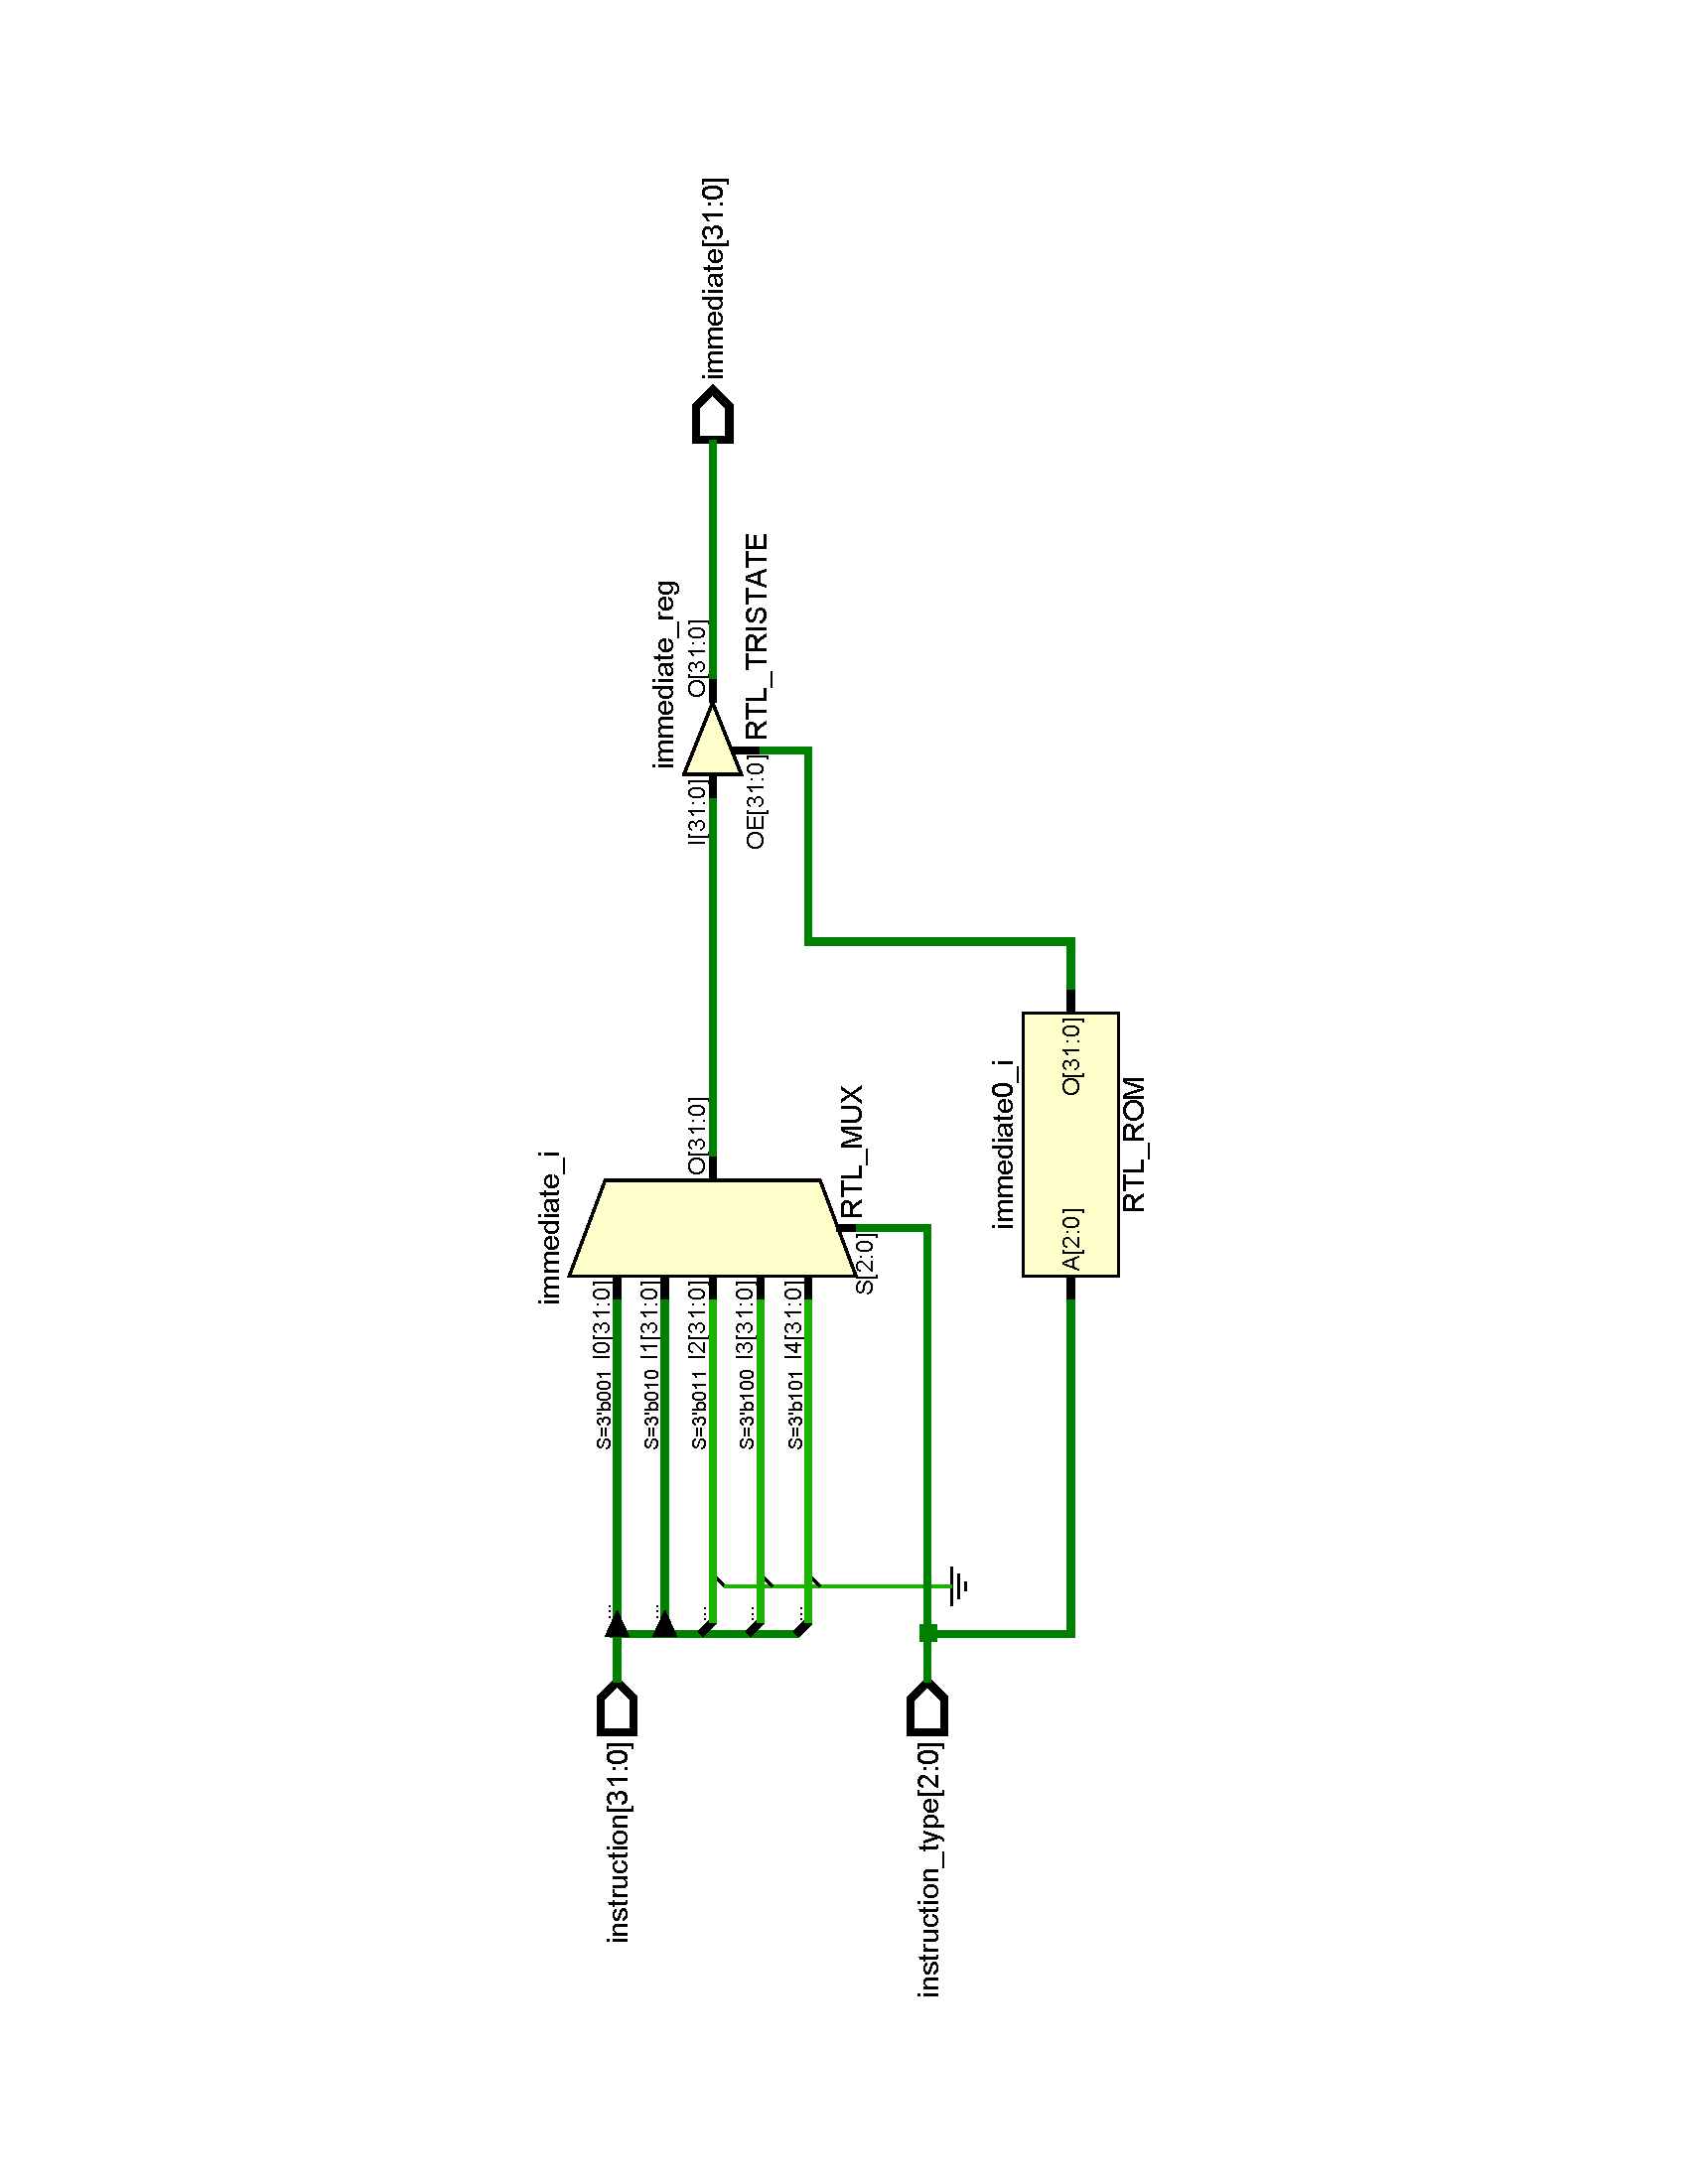 instruction[31:0]
instruction_type[2:0]
immediate_i
S=3'b001 I0[31:0]
S=3'b010 I1[31:0]
S=3'b011 I2[31:0]
S=3'b100 I3[31:0]
S=3'b101 I4[31:0]
S[2:0]
O[31:0]
RTL_MUX
immediate0_i
A[2:0]
O[31:0]
RTL_ROM
immediate_reg
I[31:0]
OE[31:0]
O[31:0]
RTL_TRISTATE
immediate[31:0]
...
...
...
...
...